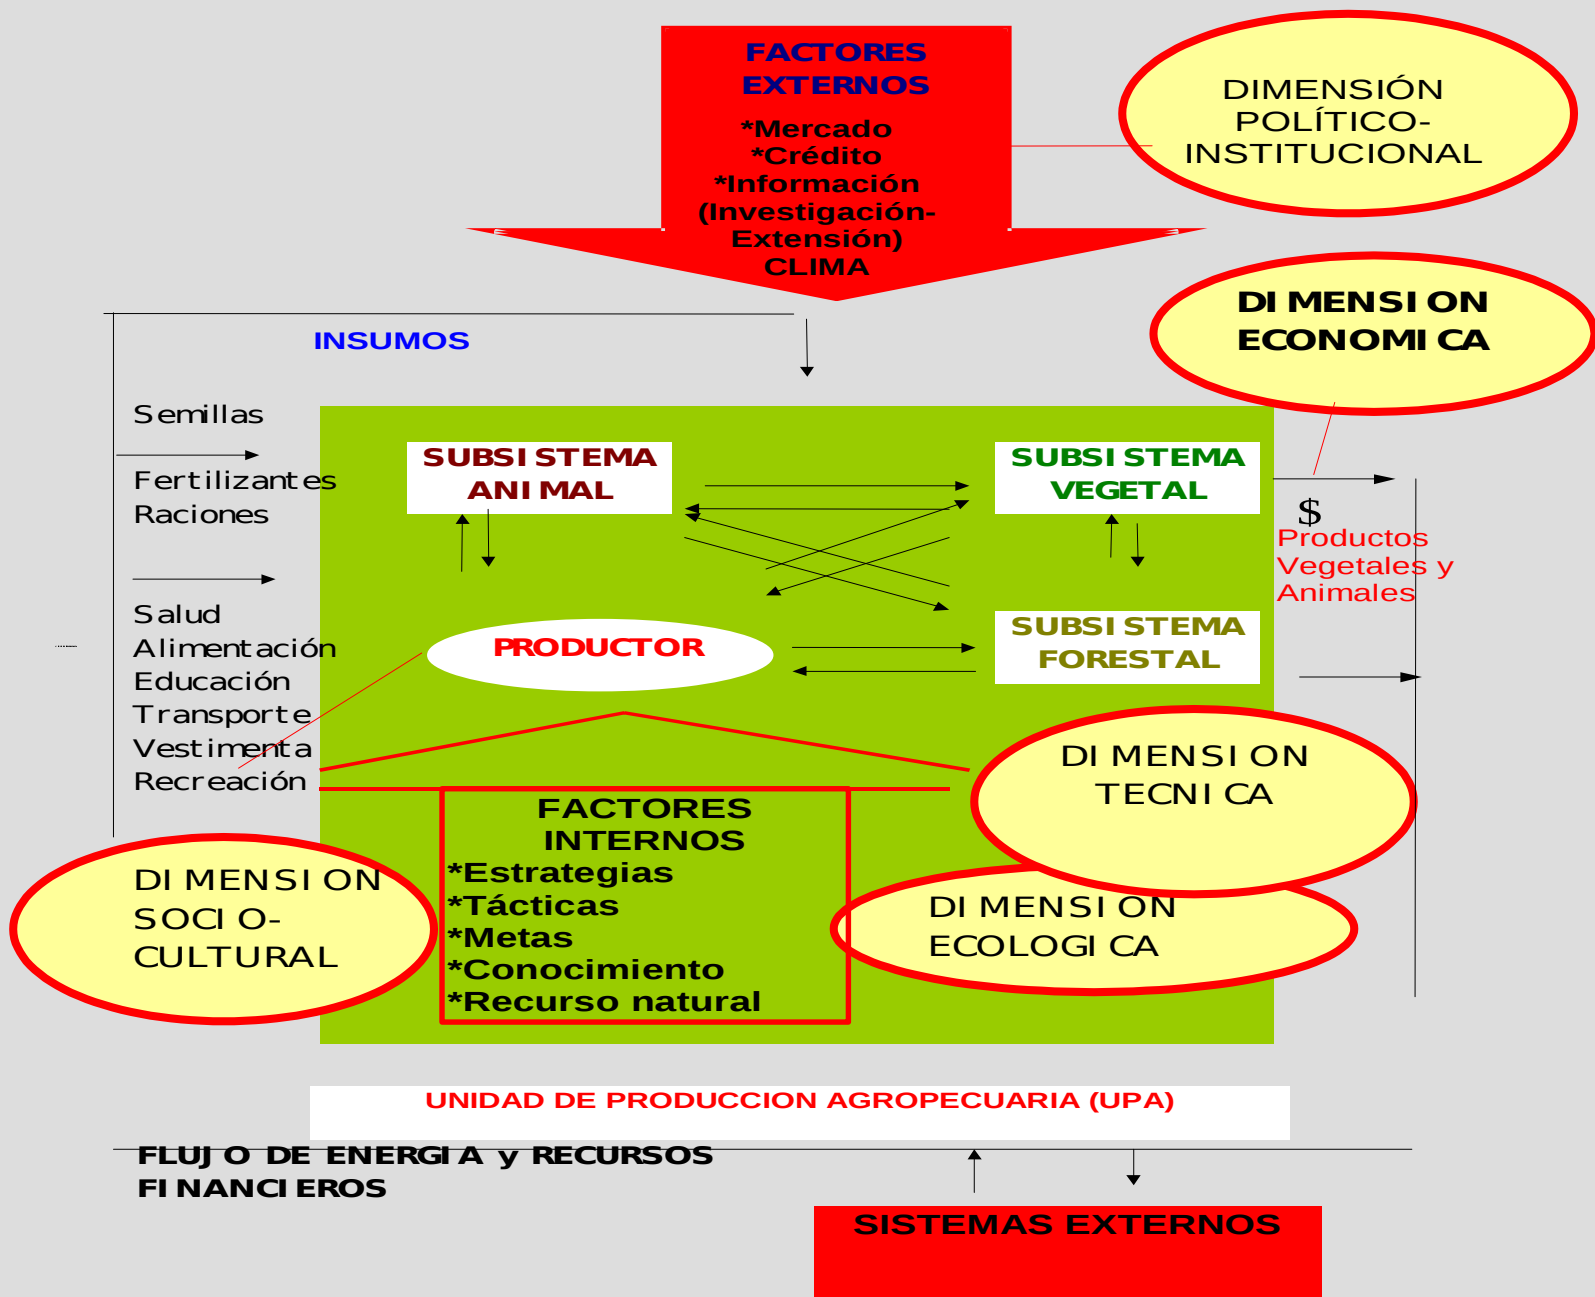 FACTORES
EXTERNOS
*Mercado
*Crédito
*Información
(Investigación-
Extensión)
CLIMA
DIMENSIÓN
POLÍTICO-
INSTITUCIONAL
DIMENSION
ECONOMICA
INSUMOS
Semillas
Fertilizantes
Raciones
Salud
Alimentación
Educación
Transporte
Vestimenta
Recreación
SUBSISTEMA
ANIMAL
SUBSISTEMA
VEGETAL
$
Productos
Vegetales y
Animales
PRODUCTOR
SUBSISTEMA
FORESTAL
DIMENSION
TECNICA
FACTORES
INTERNOS
*Estrategias
*Tácticas
*Metas
*Conocimiento
*Recurso natural
DIMENSION
SOCIO-
CULTURAL
DIMENSION
ECOLOGICA
UNIDAD DE PRODUCCION AGROPECUARIA (UPA)
FLUJO DE ENERGIA y RECURSOS
FINANCIEROS
SISTEMAS EXTERNOS